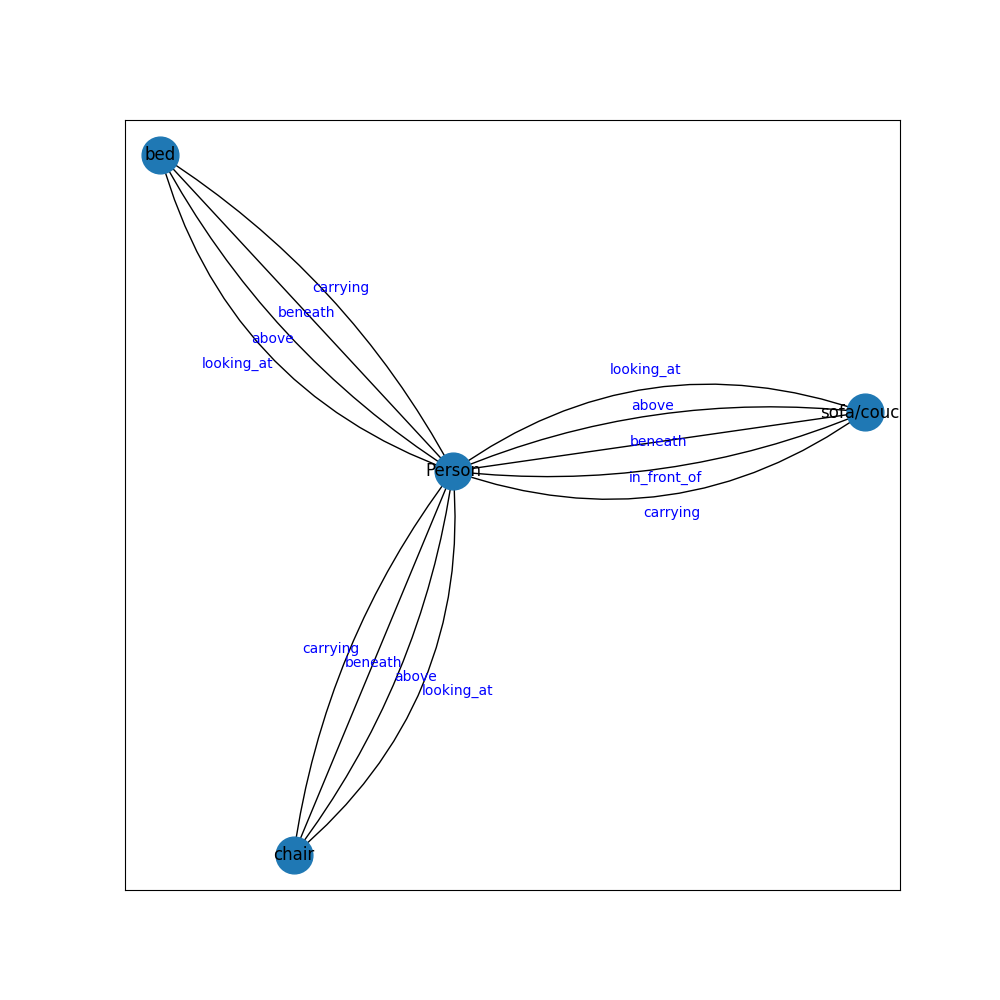 bed
carrying
beneath
above
looking_at
looking_at
above
sofa/couc
beneath
Person
in_front_of
carrying
carrying
beneath
above
looking_at
chair